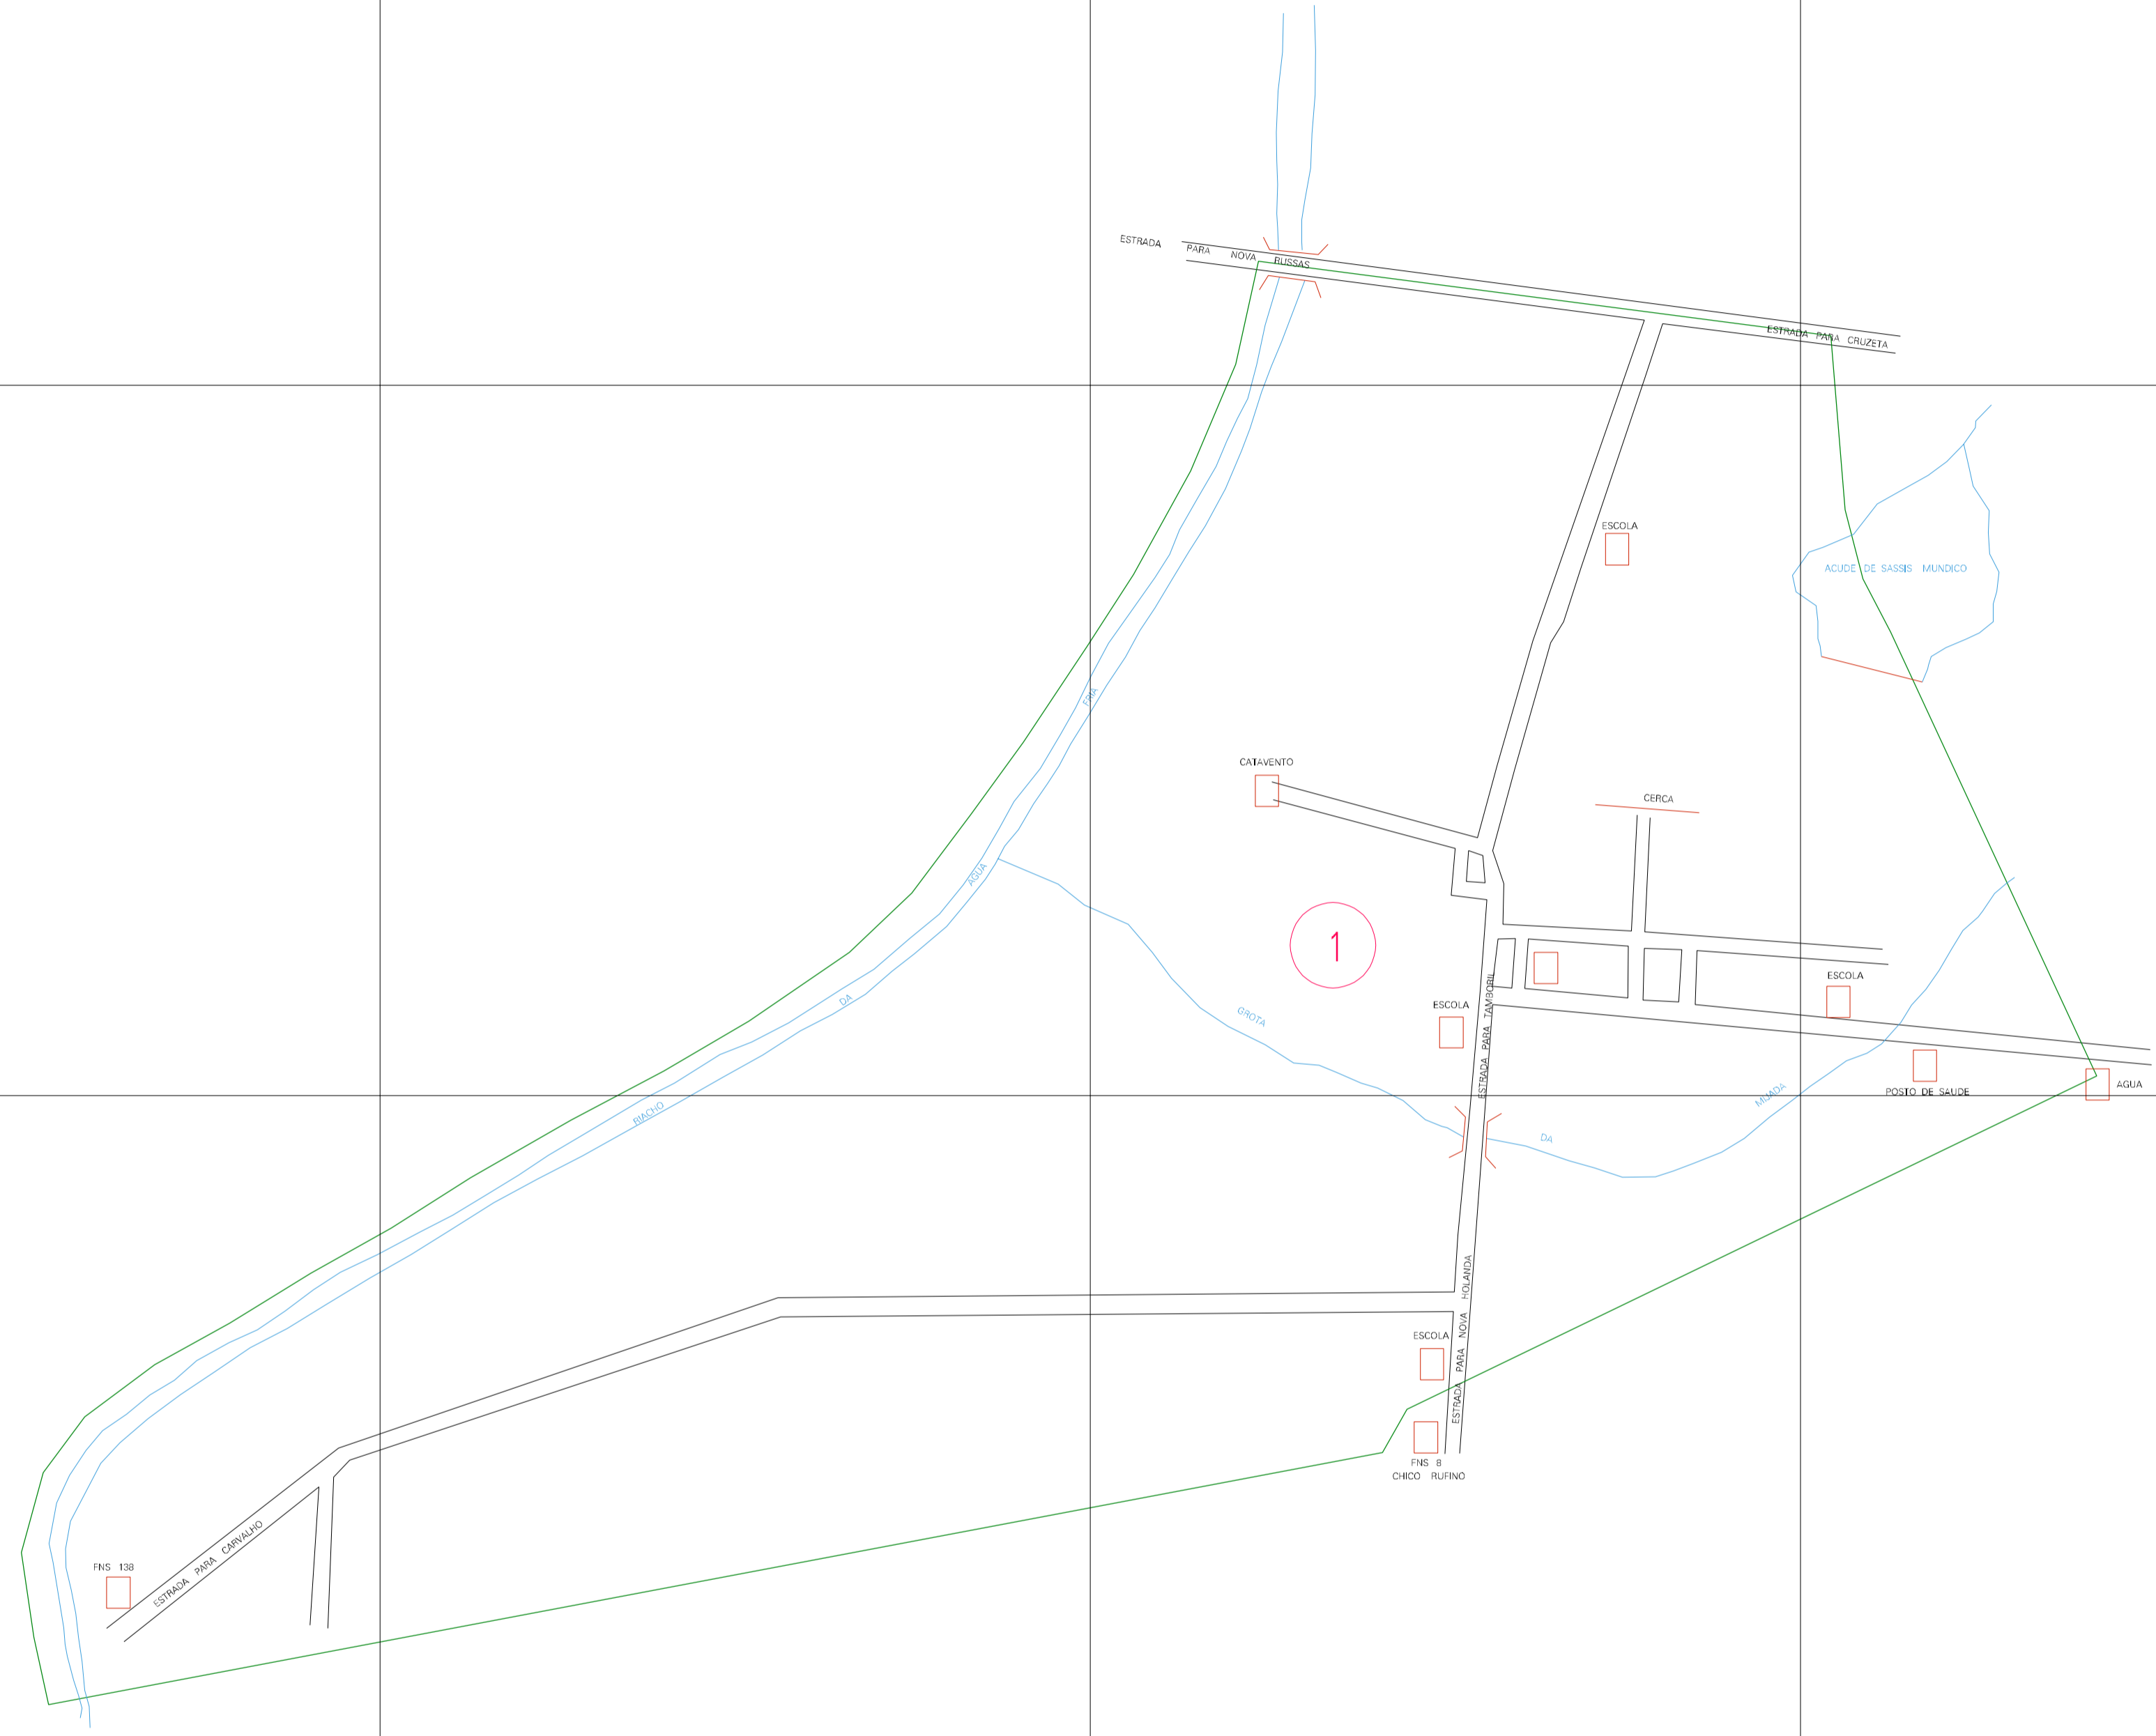 ESTRADA PARA NOVA RUSSAS
ESTRADA PARA CRUZETA
ESCOLA
ACUDE DE SASSIS MUNDICO
FRIA
CATAVENTO
CERCA
AGUA
1
ESCOLA
ESCOLA
DA
GROTA
ESTRADA PARA TAMBORIL
POSTO DE SAUDE
AGUA
MIJADA
RIACHO
DA
ESTRADA PARA NOVA HOLANDA
ESCOLA
FNS 8
CHICO RUFINO
ESTRADA PARA CARVALHO
FNS 138